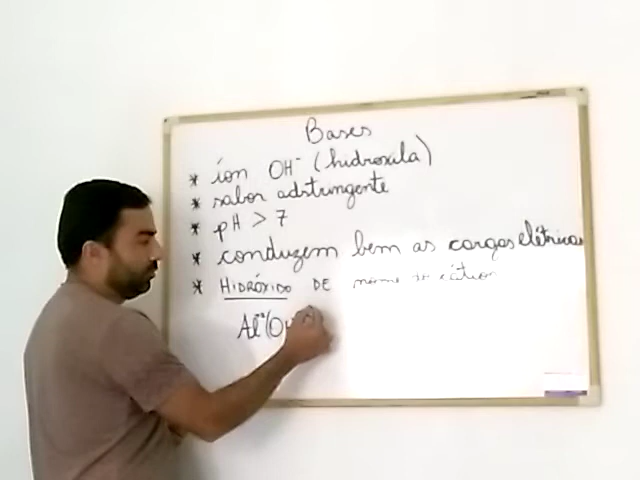 Bases
* íon OH⁻ (hidroxila)
* sabor adstringente
* pH > 7
* conduzem bem as cargas elétricas
* HIDRÓXIDO DE nome do cátion
Al (OH